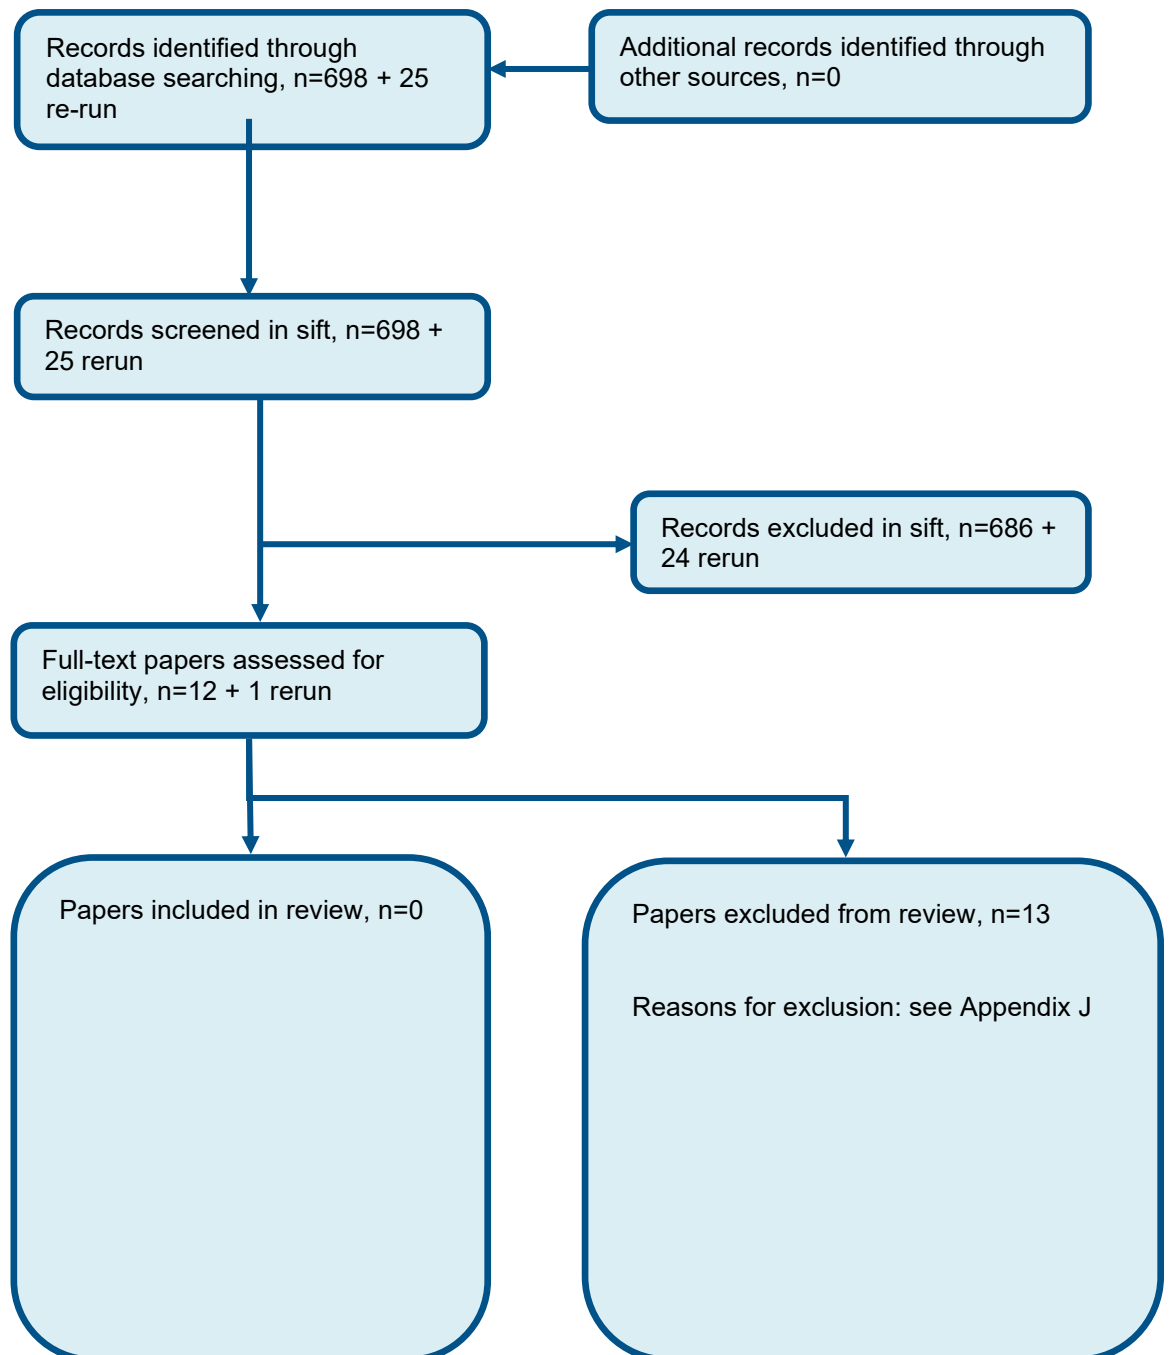 Records identified through
database searching, n=698 + 25
re-run
Additional records identified through
other sources, n=0
Records screened in sift, n=698 +
25 rerun
Records excluded in sift, n=686 +
24 rerun
Full-text papers assessed for
eligibility, n=12 + 1 rerun
Papers included in review, n=0
Papers excluded from review, n=13
Reasons for exclusion: see Appendix J